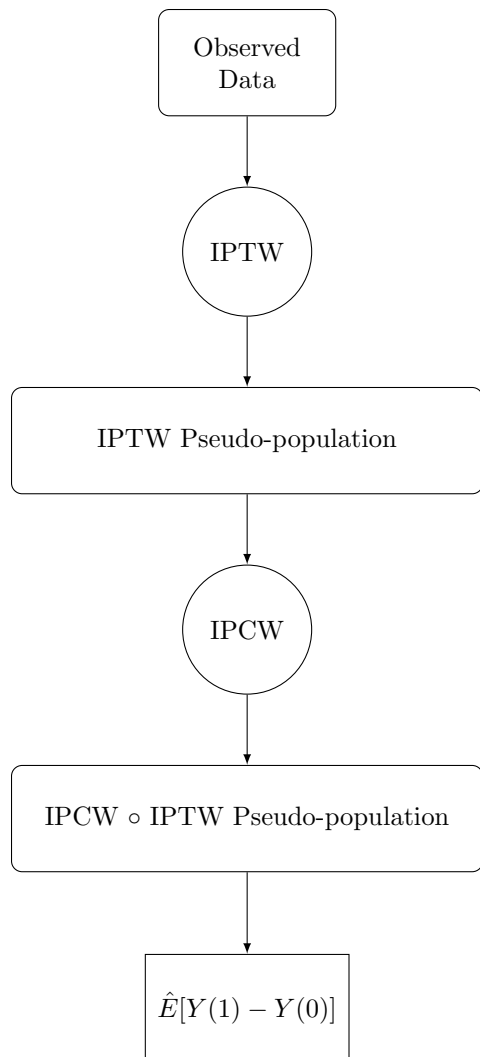 Observed
Data
IPTW
IPTW Pseudo-population
IPCW
IPCW ∘ IPTW Pseudo-population
Ê[Y(1) − Y(0)]